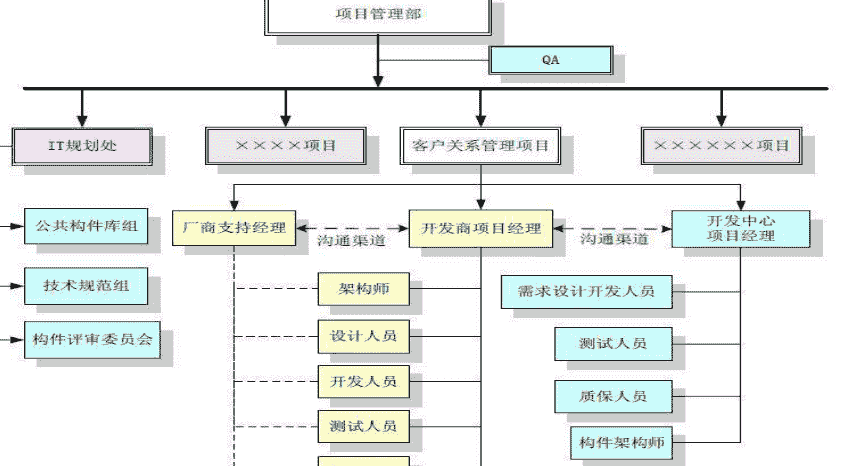 项目管理部
QA
IT规划处
××××项目
客户关系管理项目
××××××项目
公共构件库组
厂商支持经理
沟通渠道
开发商项目经理
沟通渠道
开发中心
项目经理
技术规范组
架构师
需求设计开发人员
构件评审委员会
设计人员
测试人员
开发人员
质保人员
测试人员
构件架构师